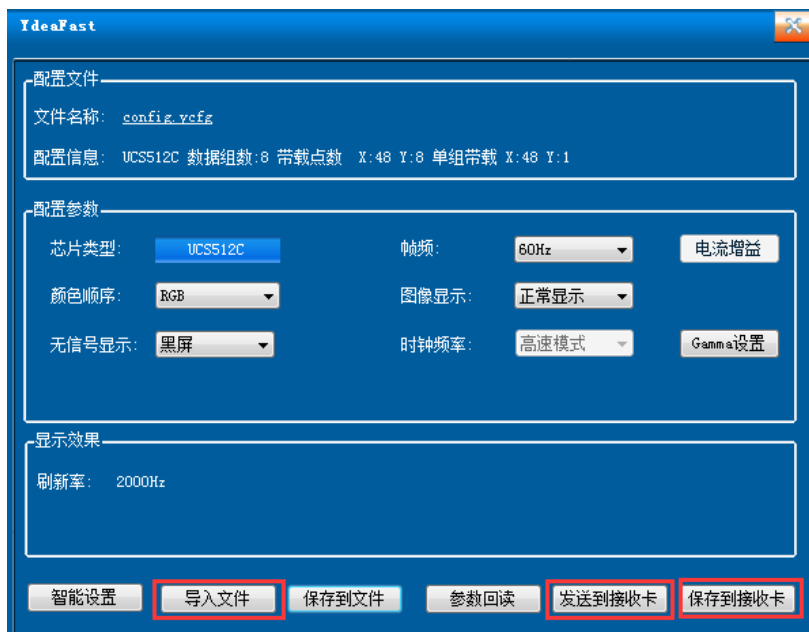 YdeaFast
配置文件
文件名称: config.ycfg
配置信息: UCS512C 数据组数:8 带载点数 X:48 Y:8 单组带载 X:48 Y:1
配置参数
芯片类型: UCS512C 帧频: 60Hz 电流增益
颜色顺序: RGB 图像显示: 正常显示
无信号显示: 黑屏 时钟频率: 高速模式 Gamma设置
显示效果
刷新率: 2000Hz
智能设置 导入文件 保存到文件 参数回读 发送到接收卡 保存到接收卡